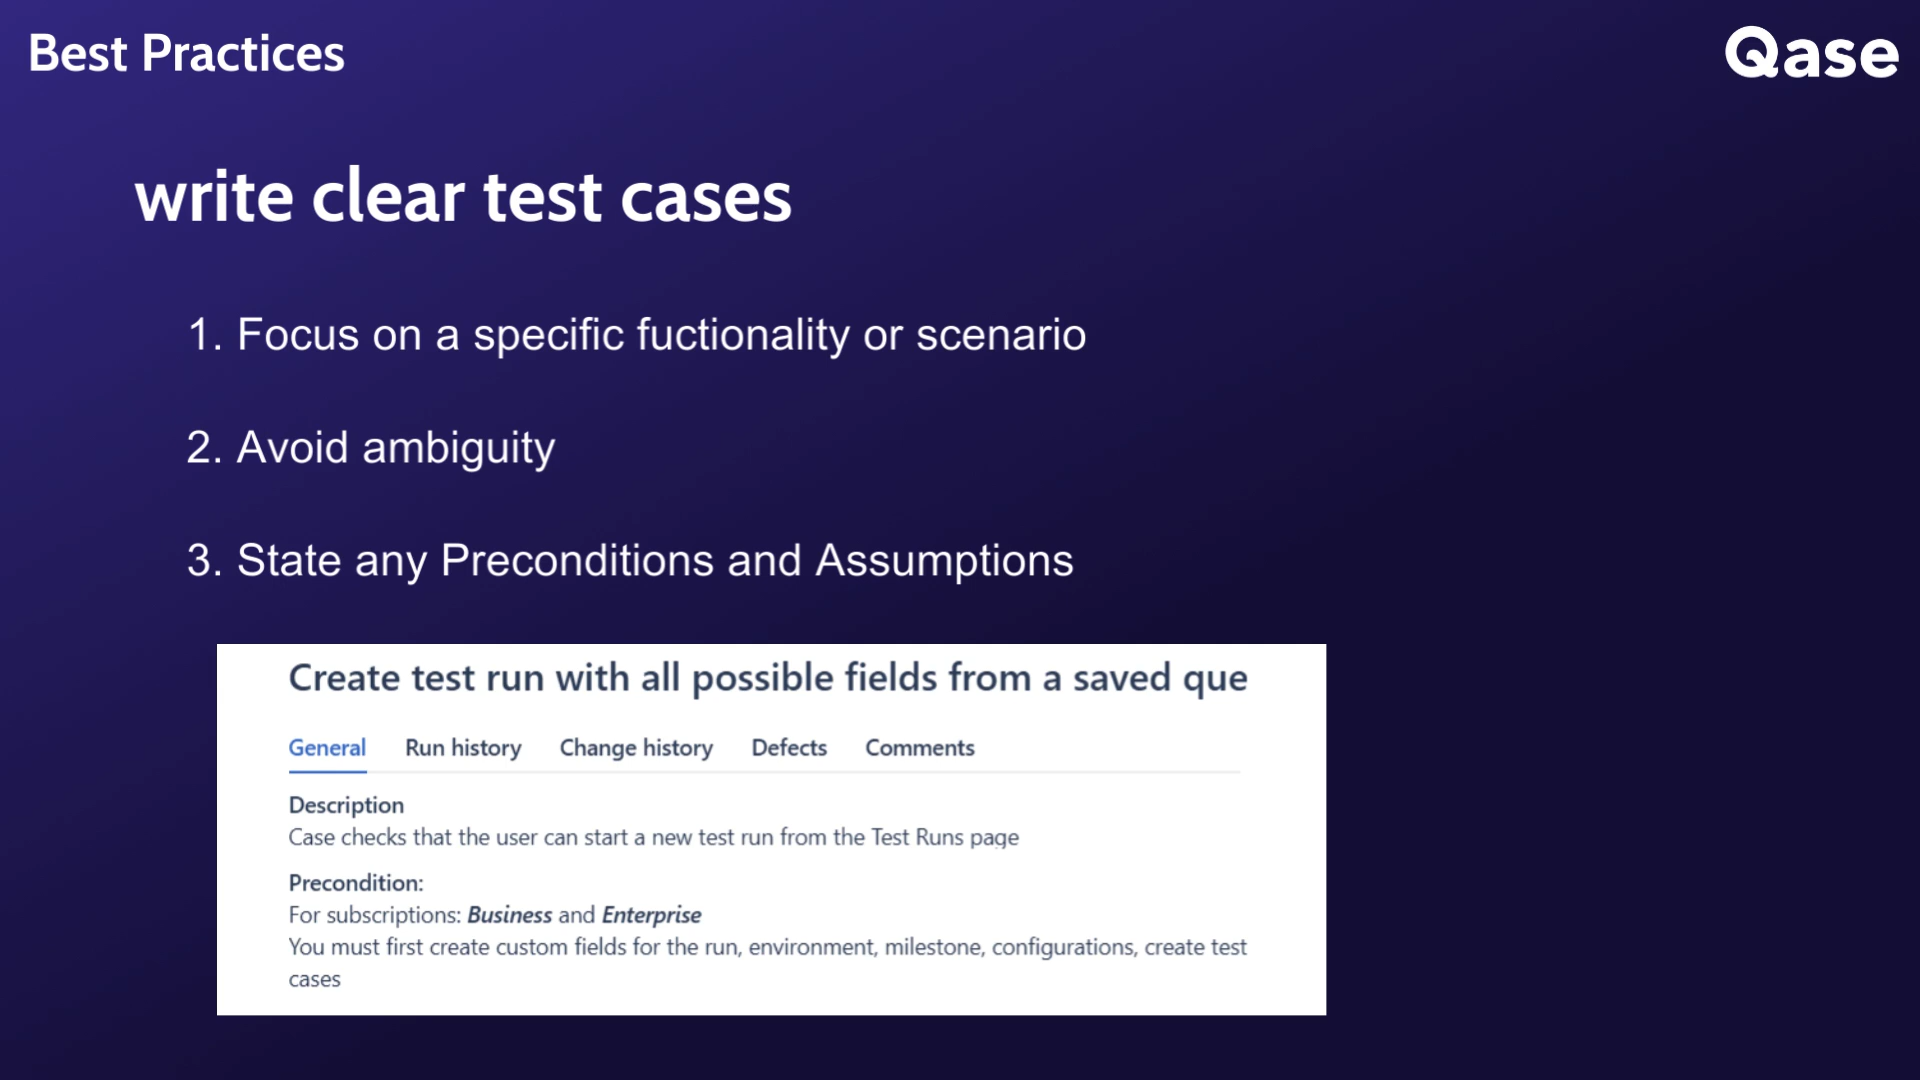 Best Practices
Qase
write clear test cases
1. Focus on a specific fuctionality or scenario
2. Avoid ambiguity
3. State any Preconditions and Assumptions
Create test run with all possible fields from a saved que
General Run history Change history Defects Comments
Description
Case checks that the user can start a new test run from the Test Runs page
Precondition:
For subscriptions: Business and Enterprise
You must first create custom fields for the run, environment, milestone, configurations, create test
cases